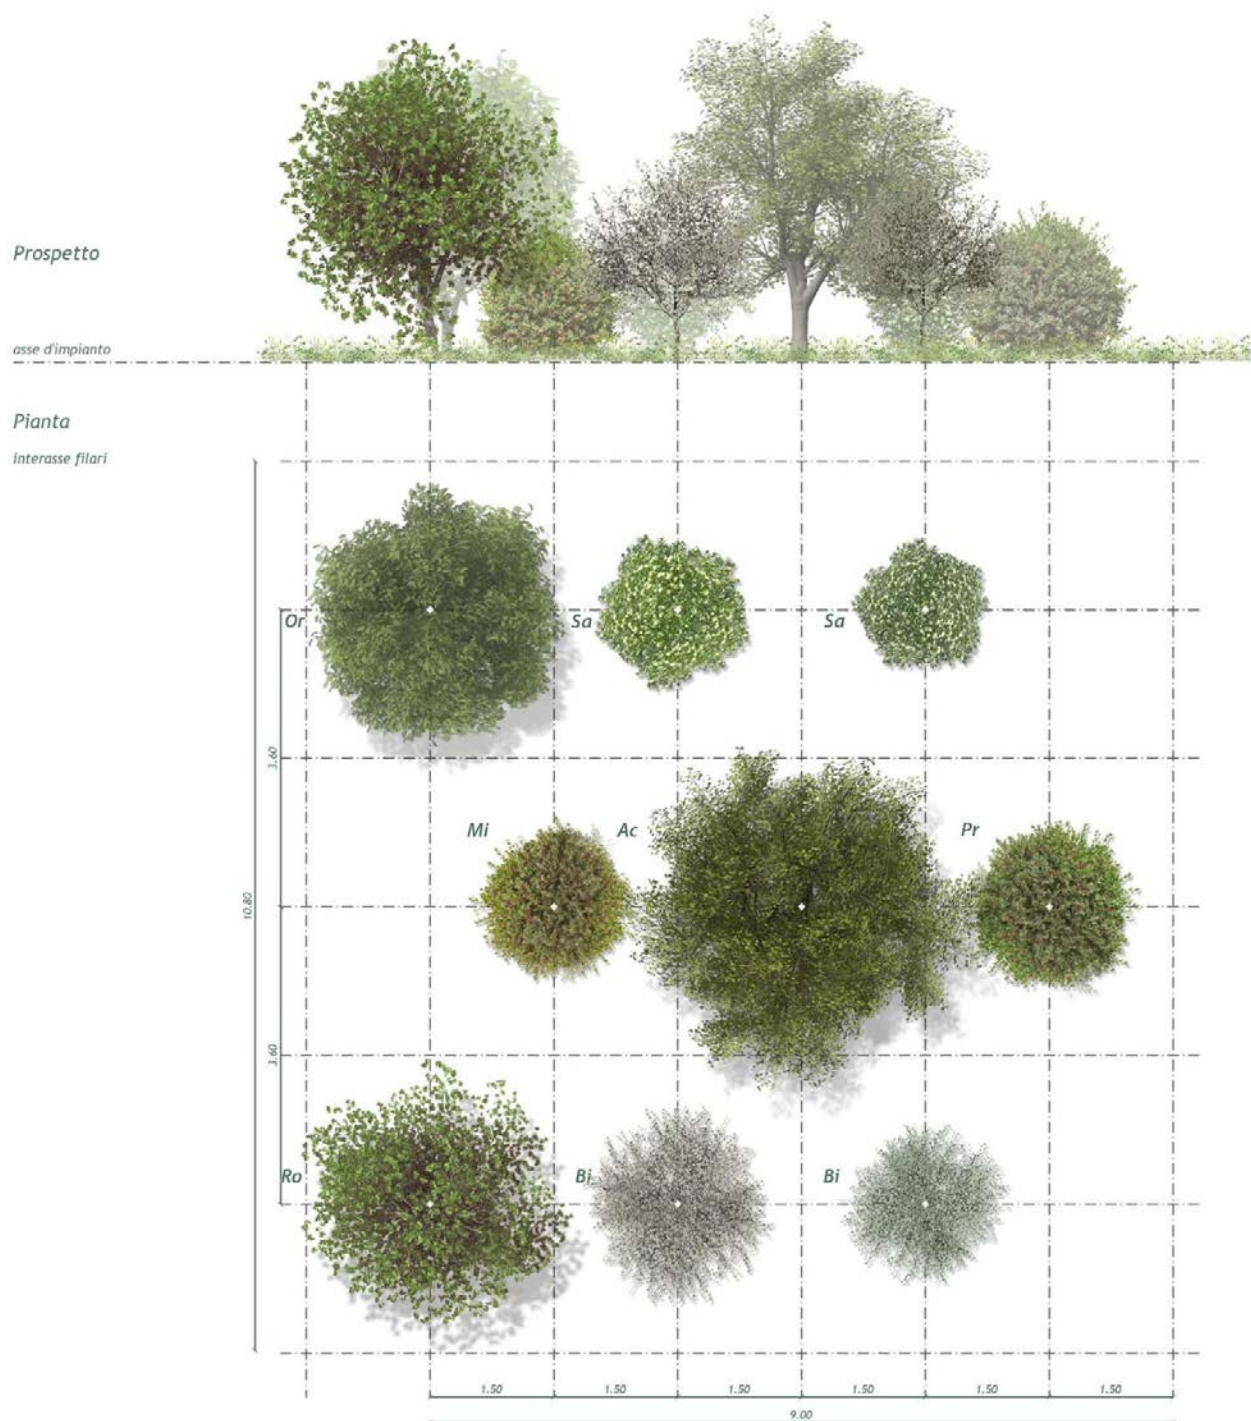 Prospetto
asse d'impianto
Pianta
interasse filari
Or
Sa
Sa
3.60
Mi
Ac
Pr
10.80
3.60
Ro
Bi
Bi
1.50 1.50 1.50 1.50 1.50 1.50
9.00